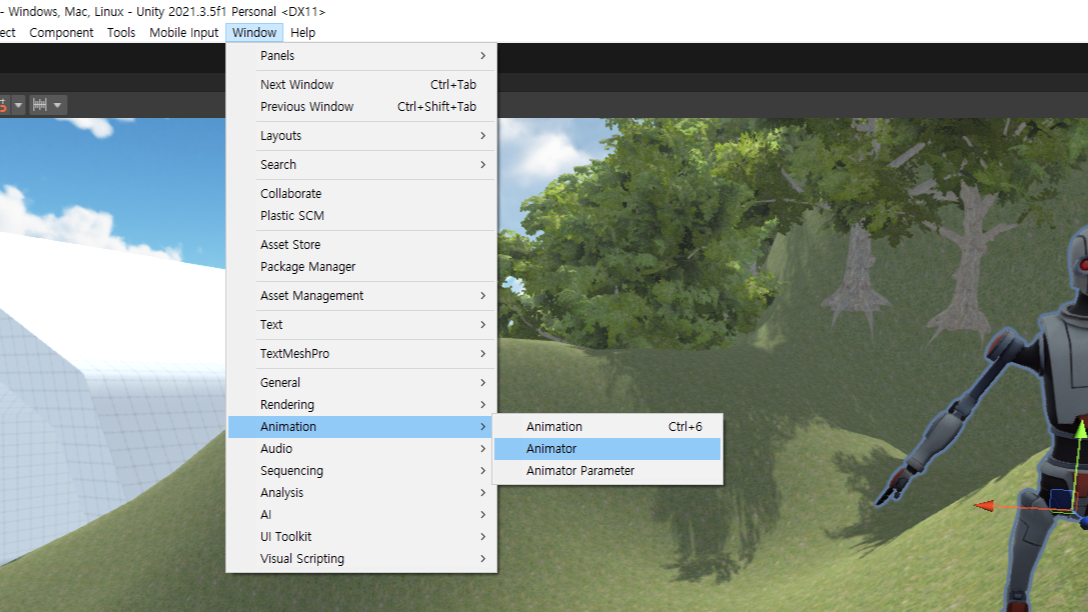 - Windows, Mac, Linux - Unity 2021.3.5f1 Personal <DX11>
ect Component Tools Mobile Input Window Help
Panels
Next Window Ctrl+Tab
Previous Window Ctrl+Shift+Tab
Layouts
Search
Collaborate
Plastic SCM
Asset Store
Package Manager
Asset Management
Text
TextMeshPro
General
Rendering
Animation
Animation Ctrl+6
Audio
Animator
Sequencing
Animator Parameter
Analysis
AI
UI Toolkit
Visual Scripting